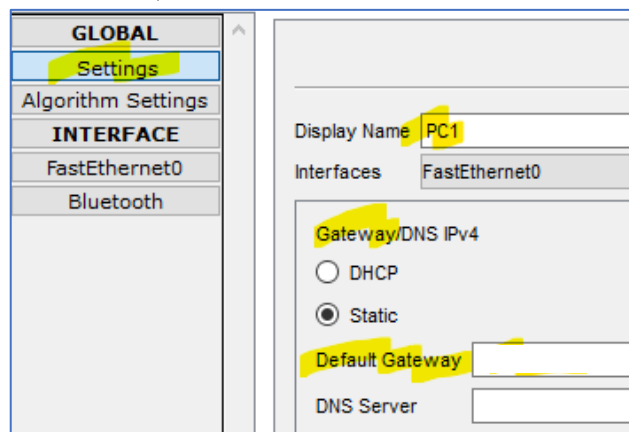 GLOBAL
Settings
Algorithm Settings
INTERFACE
FastEthernet0
Bluetooth
Display Name PC1
Interfaces FastEthernet0
Gateway/DNS IPv4
DHCP
Static
Default Gateway
DNS Server